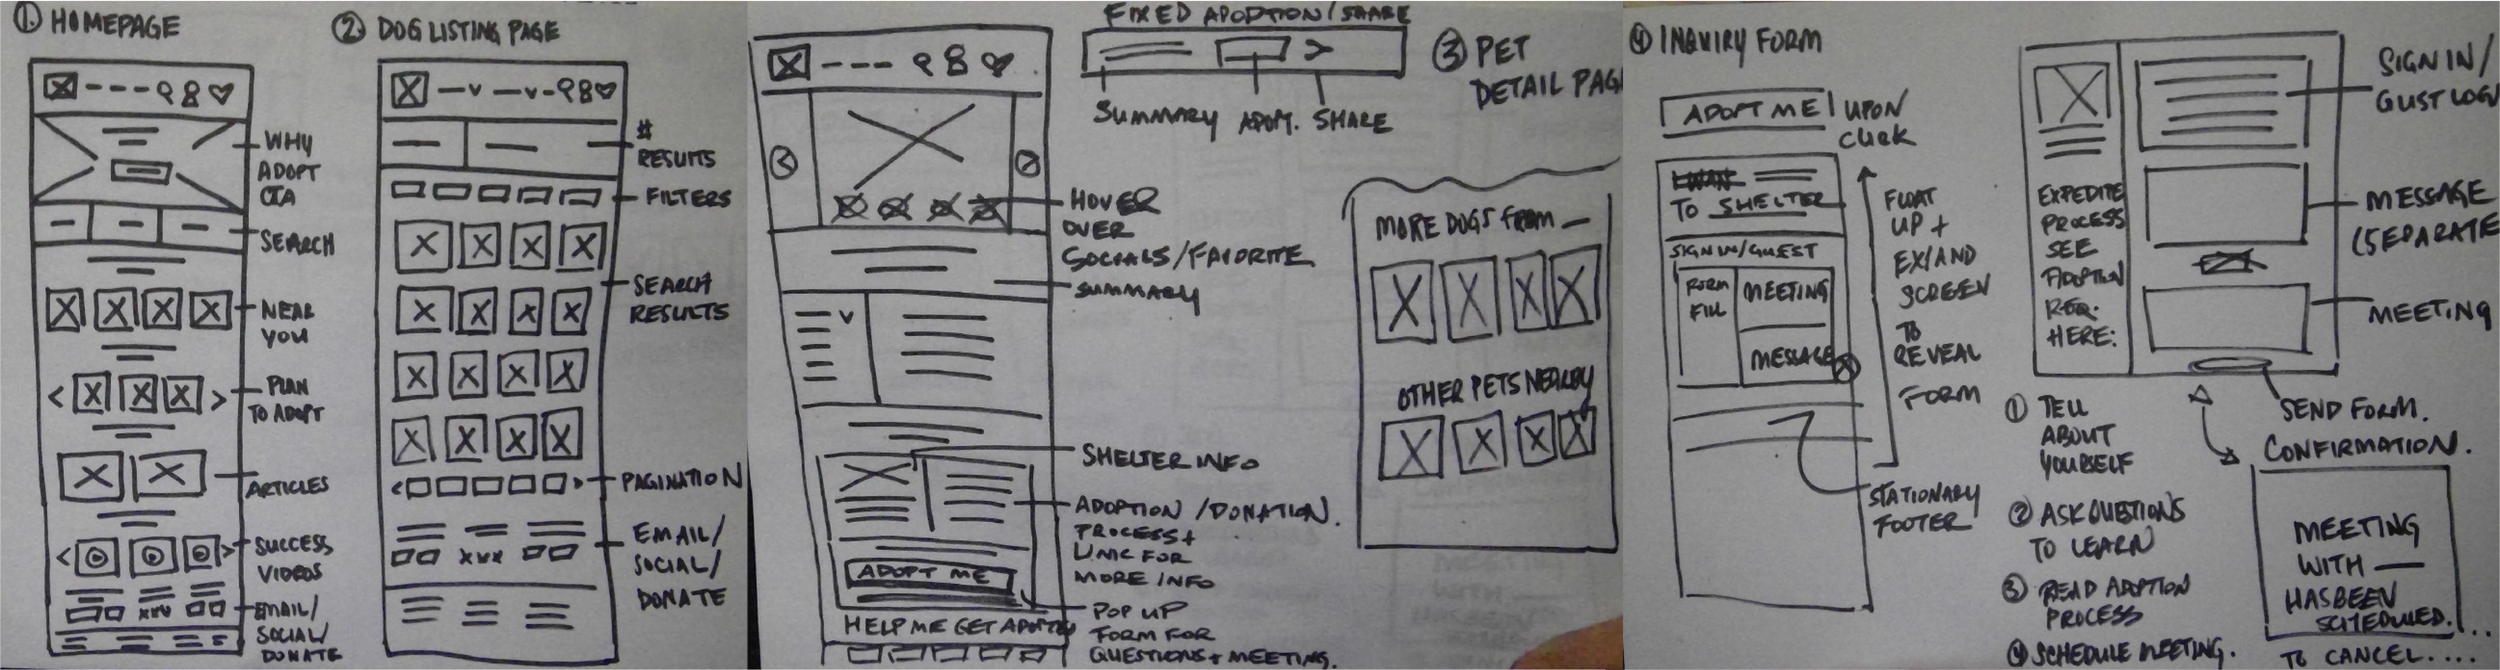 ① HOMEPAGE
WHY
ADOPT
CTA
SEARCH
NEAR
YOU
PLAN
TO ADOPT
ARTICLES
SUCCESS
VIDEOS
EMAIL/
SOCIAL/
DONATE
② DOG LISTING PAGE
#
RESULTS
FILTERS
SEARCH
RESULTS
PAGINATION
EMAIL/
SOCIAL/
DONATE
FIXED ADOPTION/SHARE
SUMMARY ADOPT. SHARE
③ PET
DETAIL PAG
HOVER
OVER
SOCIALS/FAVORITE
SUMMARY
SHELTER INFO
ADOPTION/DONATION.
PROCESS+
LINK FOR
MORE INFO
ADOPT ME
POP UP
FORM FOR
QUESTIONS+MEETING.
HELP ME GET ADOPTED
MORE DOGS FROM —
OTHER PETS NEARBY
④ INQUIRY FORM
ADOPT ME
UPON
CLICK
TO SHELTER
SIGN IN/GUEST
FORM
FILL
MEETING
MESSAGE
FLOAT
UP +
EXPAND
SCREEN
TO
REVEAL
FORM
STATIONARY
FOOTER
EXPEDITE
PROCESS
SEE
ADOPTION
REQ.
HERE:
SIGN IN/
GUST LOGI
MESSAGE
(SEPARATE
MEETING
SEND FORM.
CONFIRMATION.
① TELL
ABOUT
YOURSELF
② ASK QUESTIONS
TO LEARN
③ READ ADOPTION
PROCESS
④ SCHEDULE MEETING.
MEETING
WITH —
HAS BEEN
SCHEDULED...
TO CANCEL....